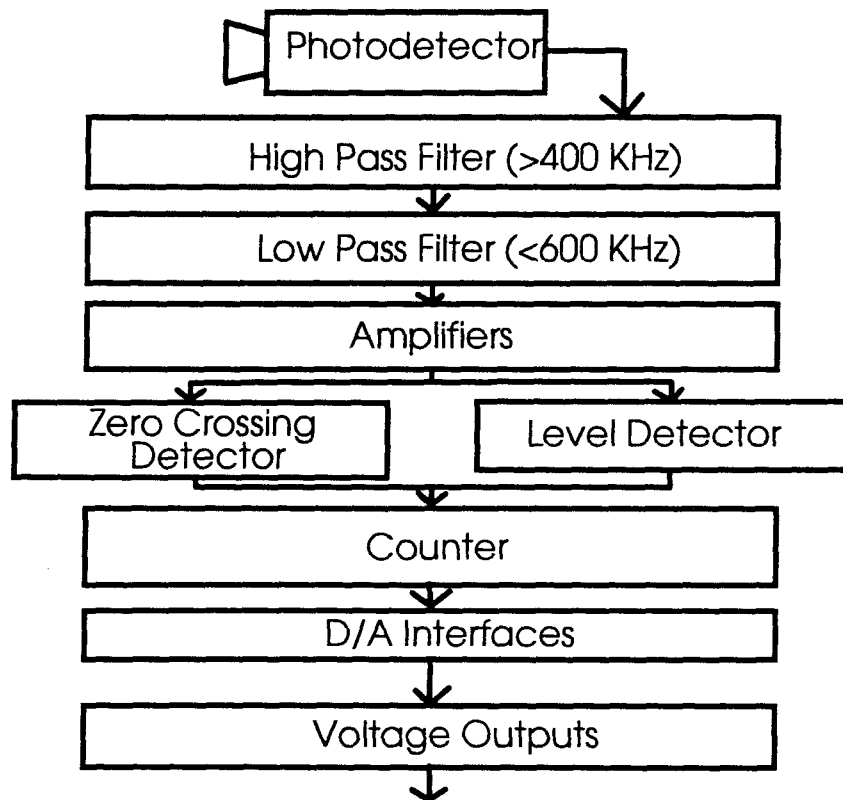 Photodetector
High Pass Filter (>400 KHz)
Low Pass Filter (<600 KHz)
Amplifiers
Zero Crossing
Detector
Level Detector
Counter
D/A Interfaces
Voltage Outputs